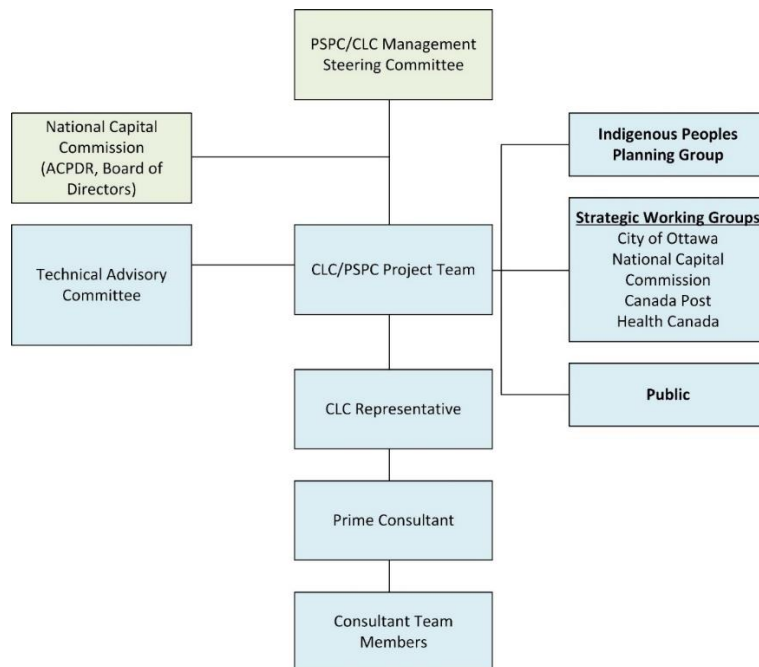 PSPC/CLC Management
Steering Committee
National Capital
Commission
(ACPDR, Board of
Directors)
Indigenous Peoples
Planning Group
Technical Advisory
Committee
CLC/PSPC Project Team
Strategic Working Groups
City of Ottawa
National Capital
Commission
Canada Post
Health Canada
CLC Representative
Public
Prime Consultant
Consultant Team
Members